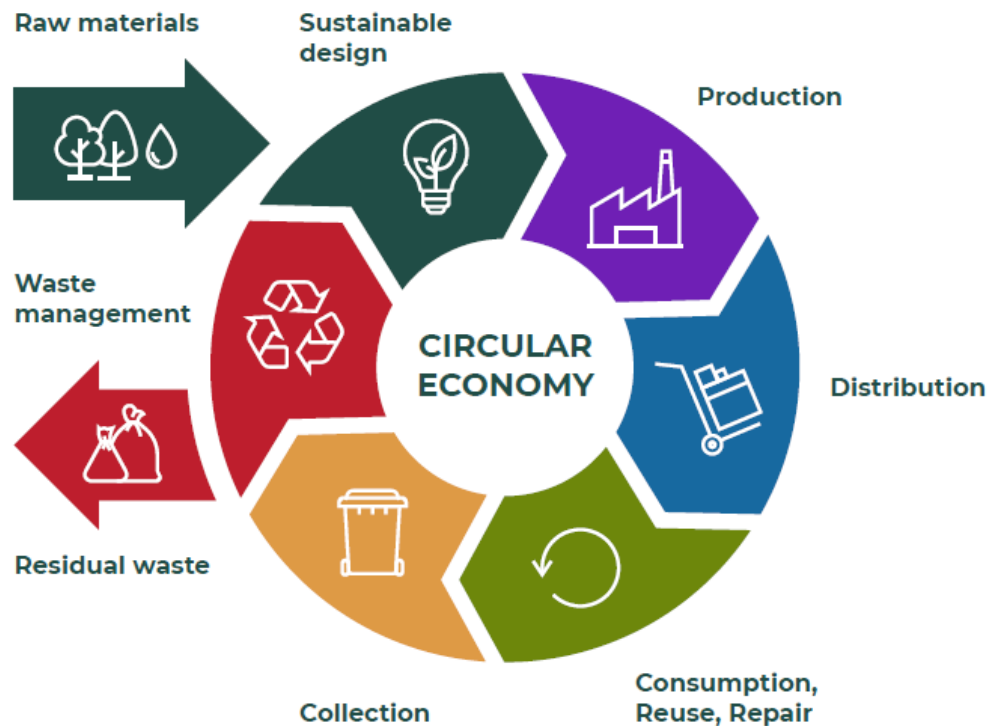 Raw materials
Sustainable
design
Production
Waste
management
CIRCULAR
ECONOMY
Distribution
Residual waste
Consumption,
Reuse, Repair
Collection